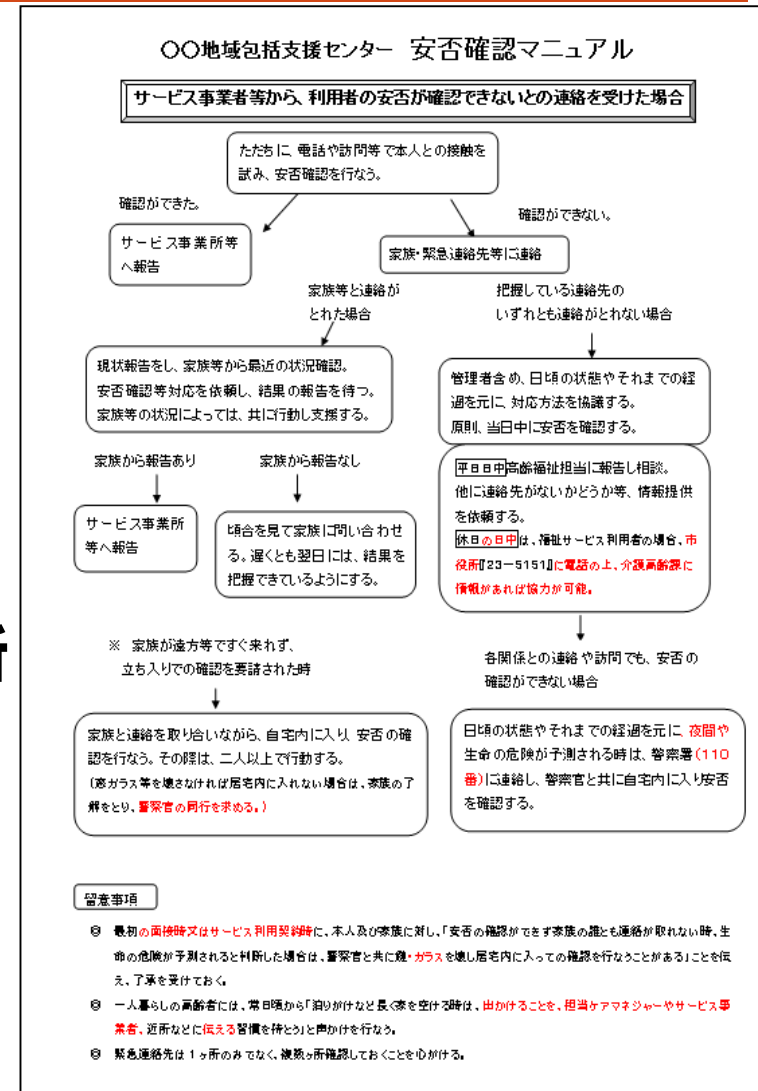 ○○地域包括支援センター 安否確認マニュアル
サービス事業者等から、利用者の安否が確認できないとの連絡を受けた場合
ただちに、電話や訪問等で本人との接触を
試み、安否確認を行なう。
確認ができた。
確認ができない。
サービス事業所等
へ報告
家族・緊急連絡先等に連絡
家族等と連絡が
とれた場合
把握している連絡先の
いずれとも連絡がとれない場合
現状報告をし、家族等から最近の状況確認。
安否確認等対応を依頼し、結果の報告を待つ。
家族等の状況によっては、共に行動し支援する。
管理者含め、日頃の状態やそれまでの経
過を元に、対応方法を協議する。
原則、当日中に安否を確認する。
家族から報告あり
家族から報告なし
サービス事業所
等へ報告
頃合を見て家族に問い合わせ
る。遅くとも翌日には、結果を
把握できているようにする。
平日日中高齢福祉担当に報告し相談。
他に連絡先がないかどうか等、情報提供
を依頼する。
休日の日中は、福祉サービス利用者の場合、市
役所『23－5151』に電話の上、介護高齢課に
情報があれば協力が可能。
※ 家族が遠方等ですぐ来れず、
立ち入りでの確認を要請された時
各関係との連絡や訪問でも、安否の
確認ができない場合
家族と連絡を取り合いながら、自宅内に入り、安否の確
認を行なう。その際は、二人以上で行動する。
（窓ガラス等を壊さなければ居宅内に入れない場合は、家族の了
解をとり、警察官の同行を求める。）
日頃の状態やそれまでの経過を元に、夜間や
生命の危険が予測される時は、警察署（110
番）に連絡し、警察官と共に自宅内に入り安否
を確認する。
留意事項
最初の面接時又はサービス利用契約時に、本人及び家族に対し、「安否の確認ができず家族の誰とも連絡が取れない時、生
命の危険が予測されると判断した場合は、警察官と共に鍵・ガラスを壊し居宅内に入っての確認を行なうことがある」ことを伝
え、了承を受けておく。
一人暮らしの高齢者には、常日頃から「泊りがけなど長く家を空ける時は、出かけることを、担当ケアマネジャーやサービス事
業者、近所などに伝える習慣を持とう」と声かけを行なう。
緊急連絡先は１ヶ所のみでなく、複数ヶ所確認しておくことを心がける。